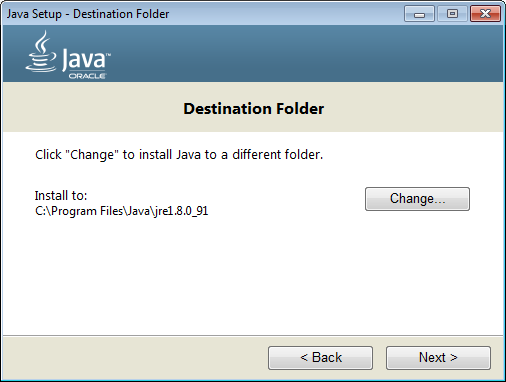 Java Setup - Destination Folder
Java™
ORACLE
Destination Folder
Click "Change" to install Java to a different folder.
Install to:
C:\Program Files\Java\jre1.8.0_91
Change...
< Back
Next >